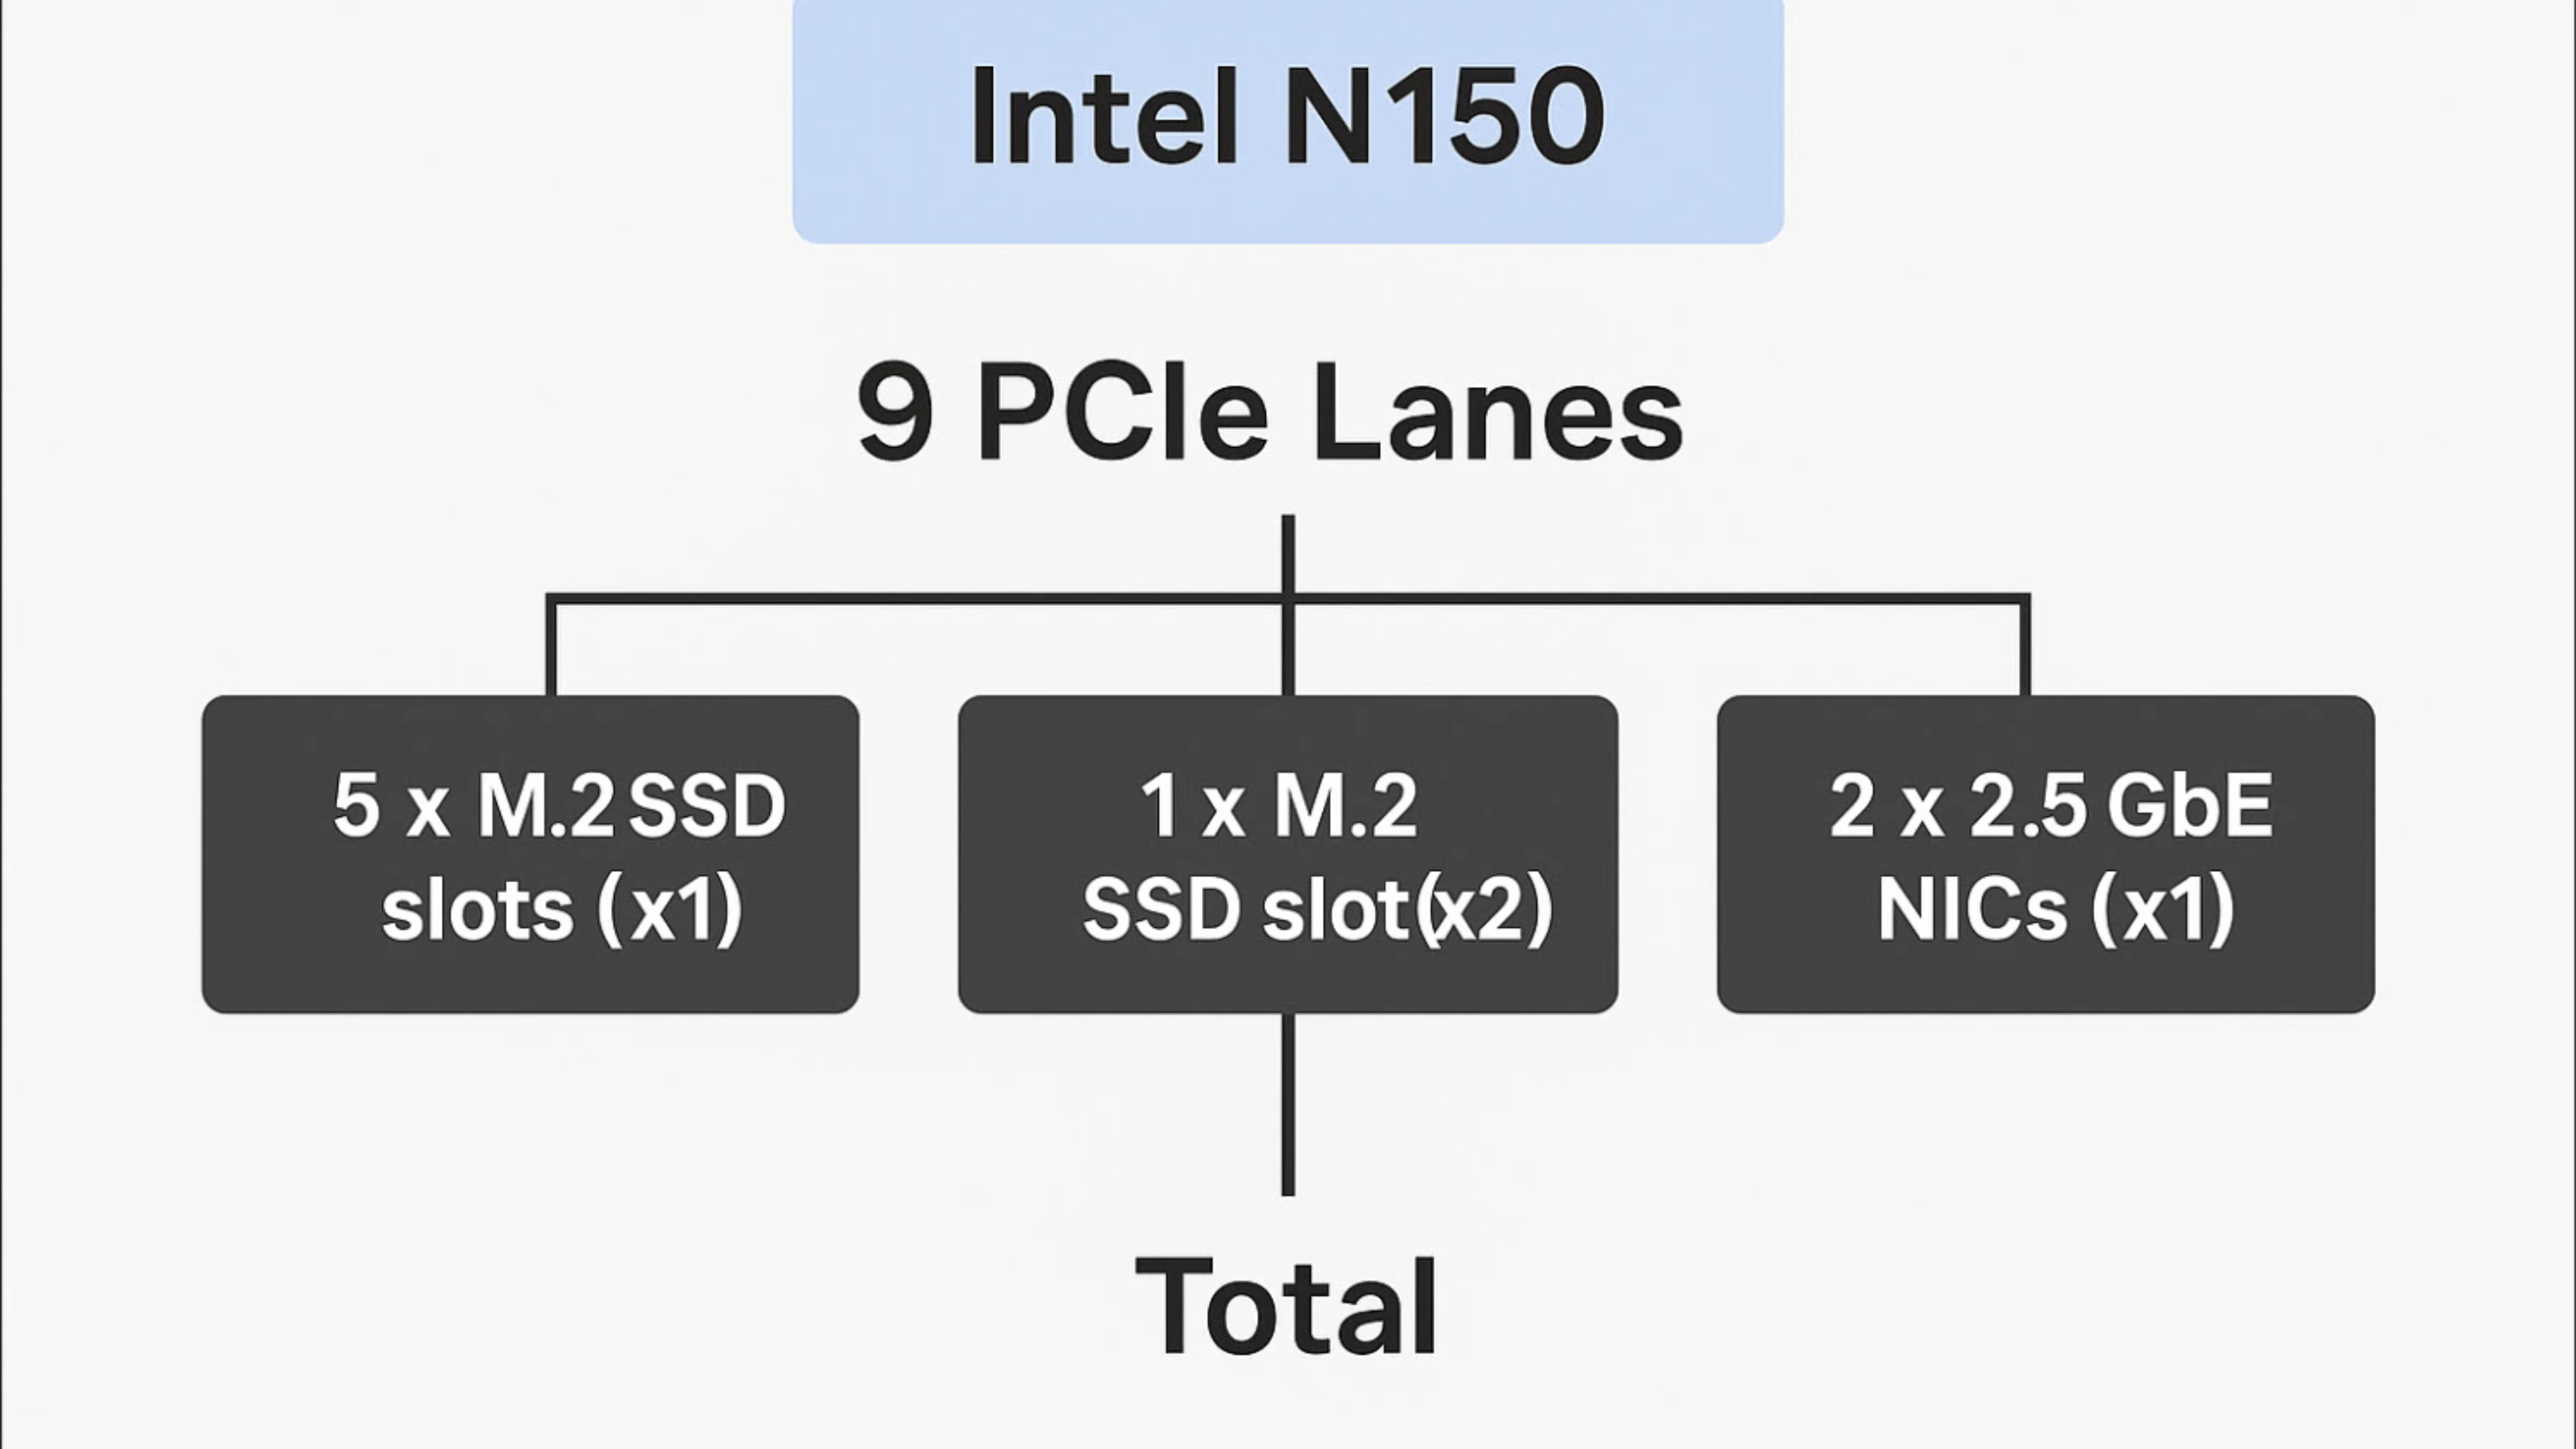 Intel N150
9 PCIe Lanes
5 x M.2 SSD
slots (x1)
1 x M.2
SSD slot (x2)
2 x 2.5 GbE
NICs (x1)
Total